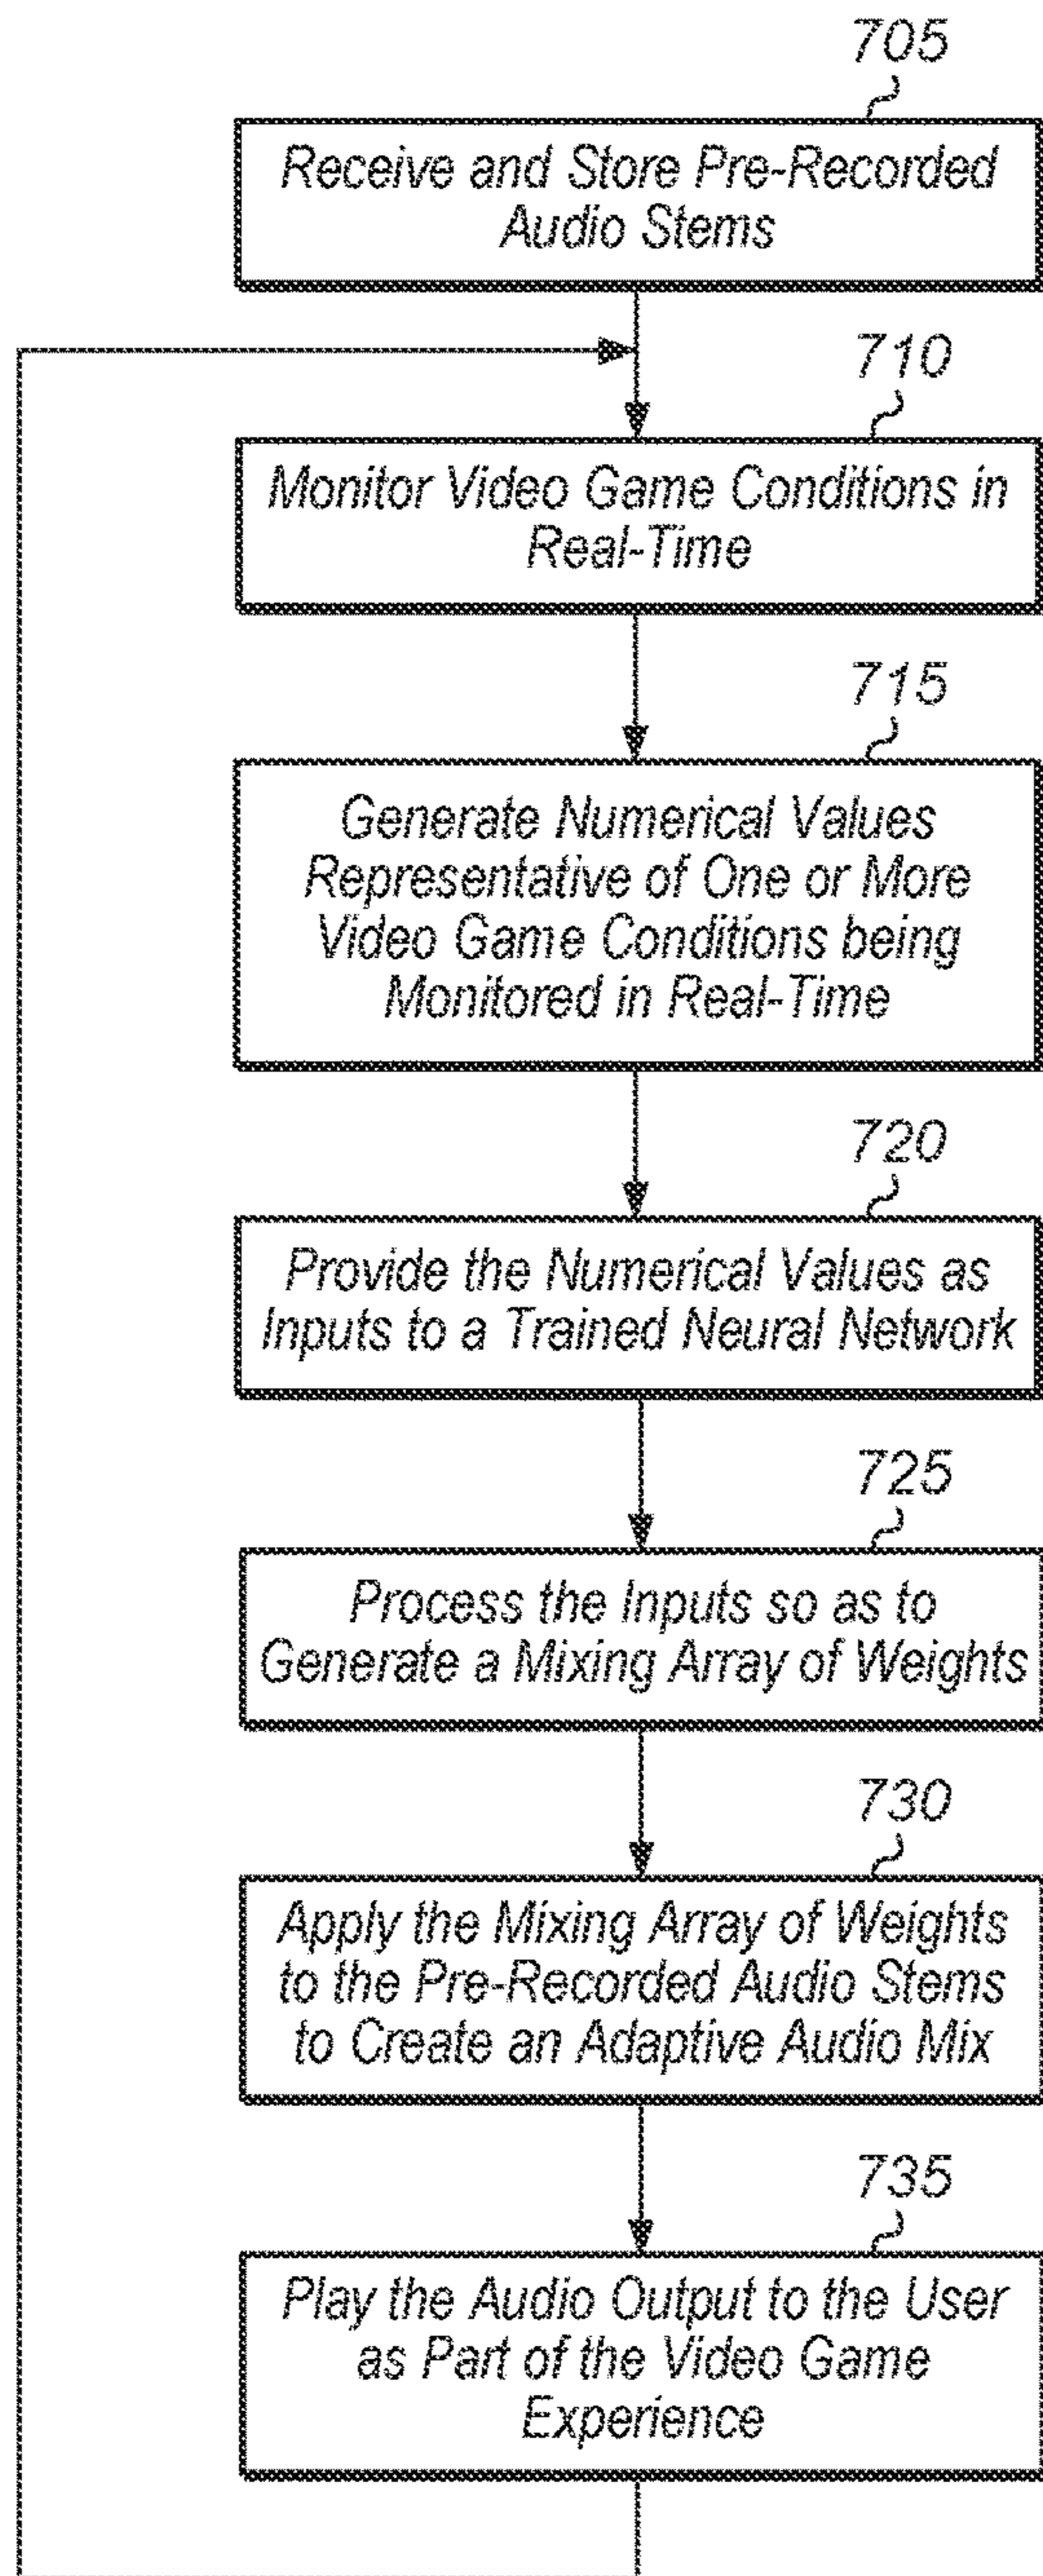 705
Receive and Store Pre-Recorded
Audio Stems
710
Monitor Video Game Conditions in
Real-Time
715
Generate Numerical Values
Representative of One or More
Video Game Conditions being
Monitored in Real-Time
720
Provide the Numerical Values as
Inputs to a Trained Neural Network
725
Process the Inputs so as to
Generate a Mixing Array of Weights
730
Apply the Mixing Array of Weights
to the Pre-Recorded Audio Stems
to Create an Adaptive Audio Mix
735
Play the Audio Output to the User
as Part of the Video Game
Experience